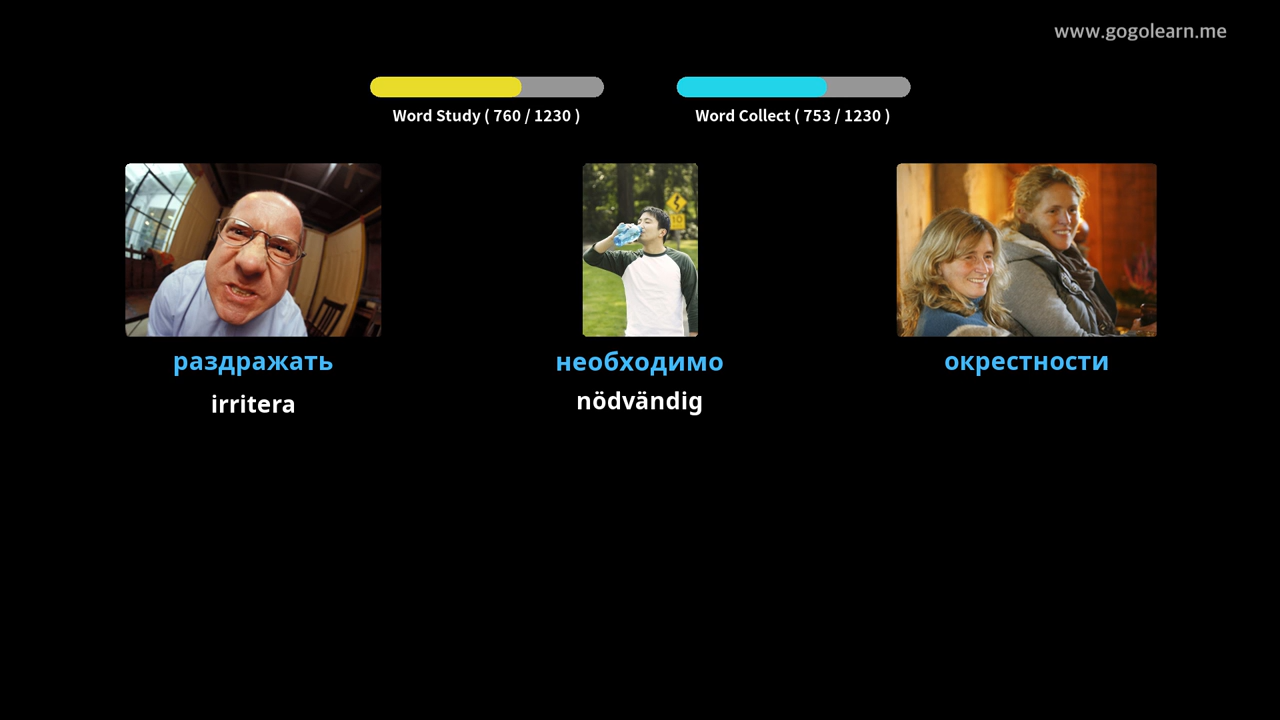 www.gogolearn.me
Word Study ( 760 / 1230 )
Word Collect ( 753 / 1230 )
раздражать
необходимо
окрестности
irritera
nödvändig